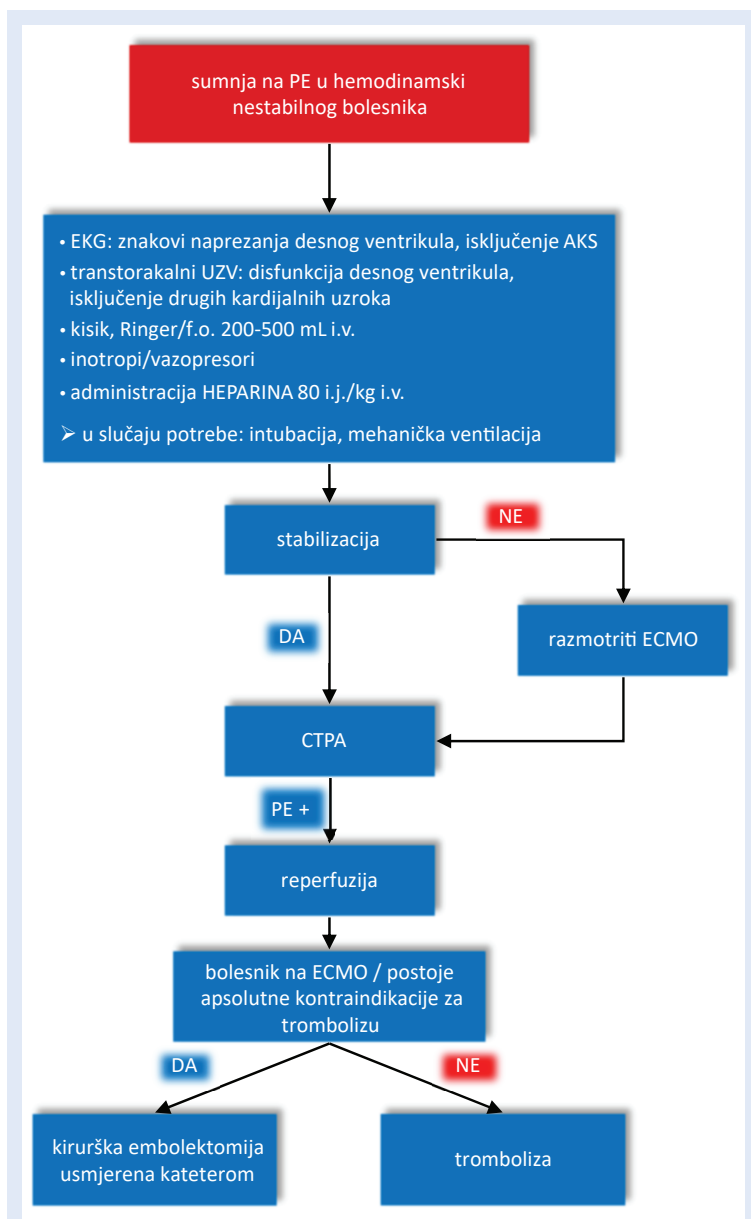 sumnja na PE u hemodinamski
nestabilnog bolesnika
• EKG: znakovi naprezanja desnog ventrikula, isključenje AKS
• transtorakalni UZV: disfunkcija desnog ventrikula,
isključenje drugih kardijalnih uzroka
• kisik, Ringer/f.o. 200-500 mL i.v.
• inotropi/vazopresori
• administracija HEPARINA 80 i.j./kg i.v.
➢ u slučaju potrebe: intubacija, mehanička ventilacija
stabilizacija
NE
razmotriti ECMO
DA
CTPA
PE +
reperfuzija
bolesnik na ECMO / postoje
apsolutne kontraindikacije za
trombolizu
DA
NE
kirurška embolektomija
usmjerena kateterom
tromboliza